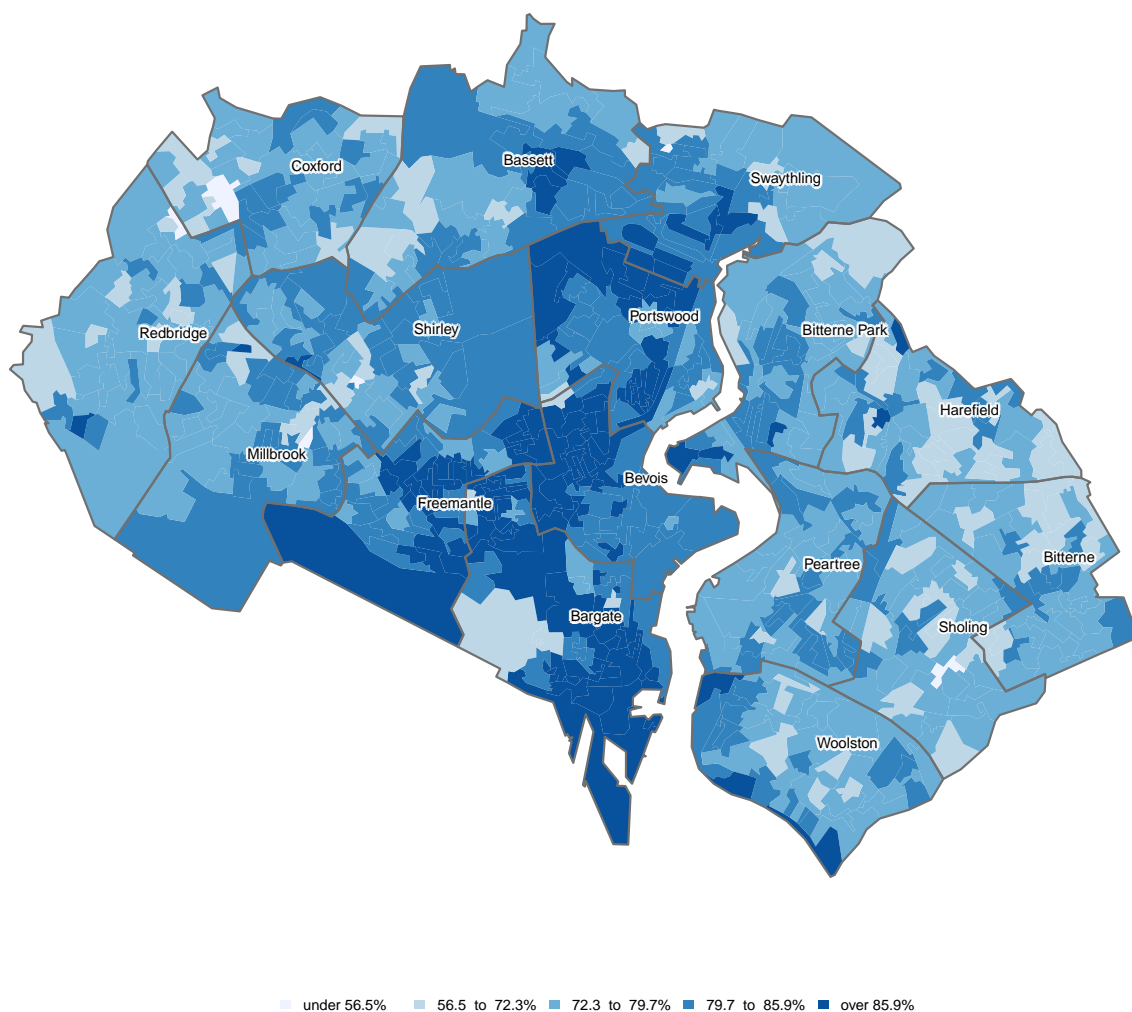 Coxford
Bassett
Swaythling
Redbridge
Shirley
Portswood
Bitterne Park
Harefield
Millbrook
Freemantle
Bevois
Peartree
Bitterne
Bargate
Sholing
Woolston
under 56.5% 56.5 to 72.3% 72.3 to 79.7% 79.7 to 85.9% over 85.9%